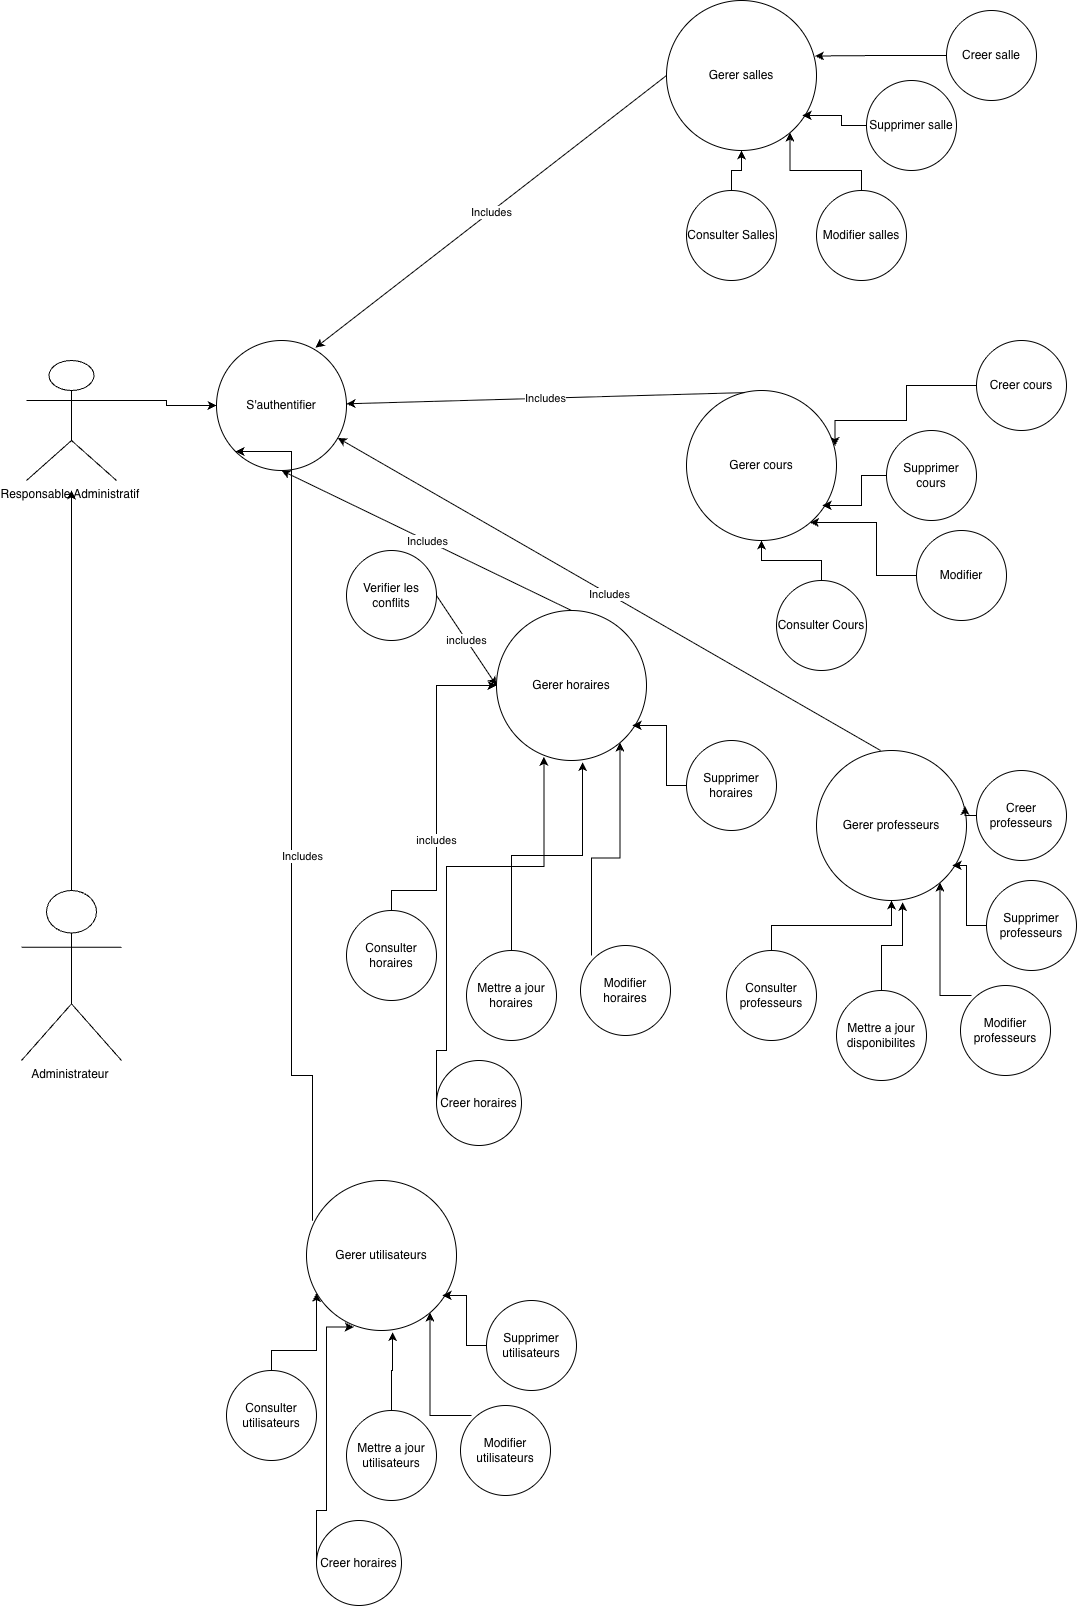 Gerer salles
Creer salle
Supprimer salle
Includes
Consulter Salles
Modifier salles
S'authentifier
Includes
Creer cours
Gerer cours
Supprimer
cours
Responsable Administratif
Includes
Modifier
Verifier les
conflits
Includes
Consulter Cours
includes
Gerer horaires
Supprimer
horaires
Creer
professeurs
Gerer professeurs
includes
Includes
Supprimer
professeurs
Consulter
horaires
Mettre a jour
horaires
Modifier
horaires
Consulter
professeurs
Mettre a jour
disponibilites
Modifier
professeurs
Administrateur
Creer horaires
Gerer utilisateurs
Supprimer
utilisateurs
Consulter
utilisateurs
Mettre a jour
utilisateurs
Modifier
utilisateurs
Creer horaires